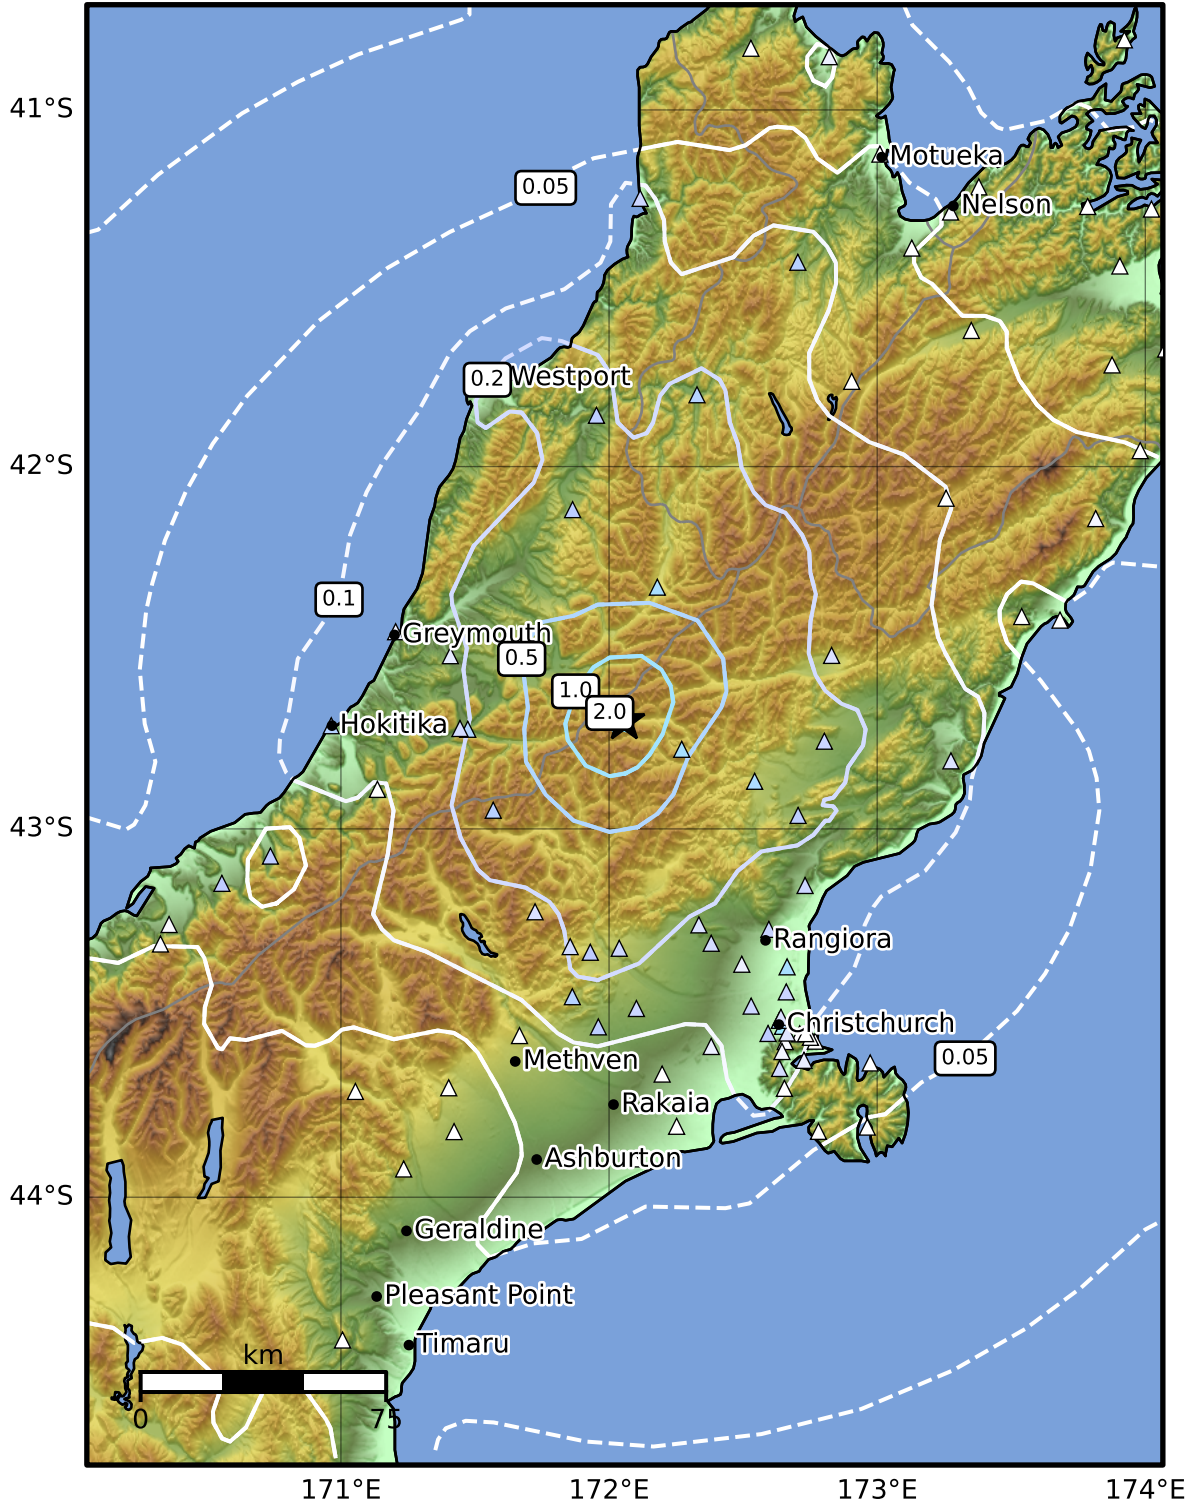 41°S
Motueka
0.05
Nelson
0.2
Westport
42°S
0.1
Greymouth
0.5
1.0
2.0
Hokitika
43°S
Rangiora
Christchurch
0.05
Methven
Rakaia
Ashburton
44°S
Geraldine
Pleasant Point
Timaru
km
0 75
171°E 172°E 173°E 174°E